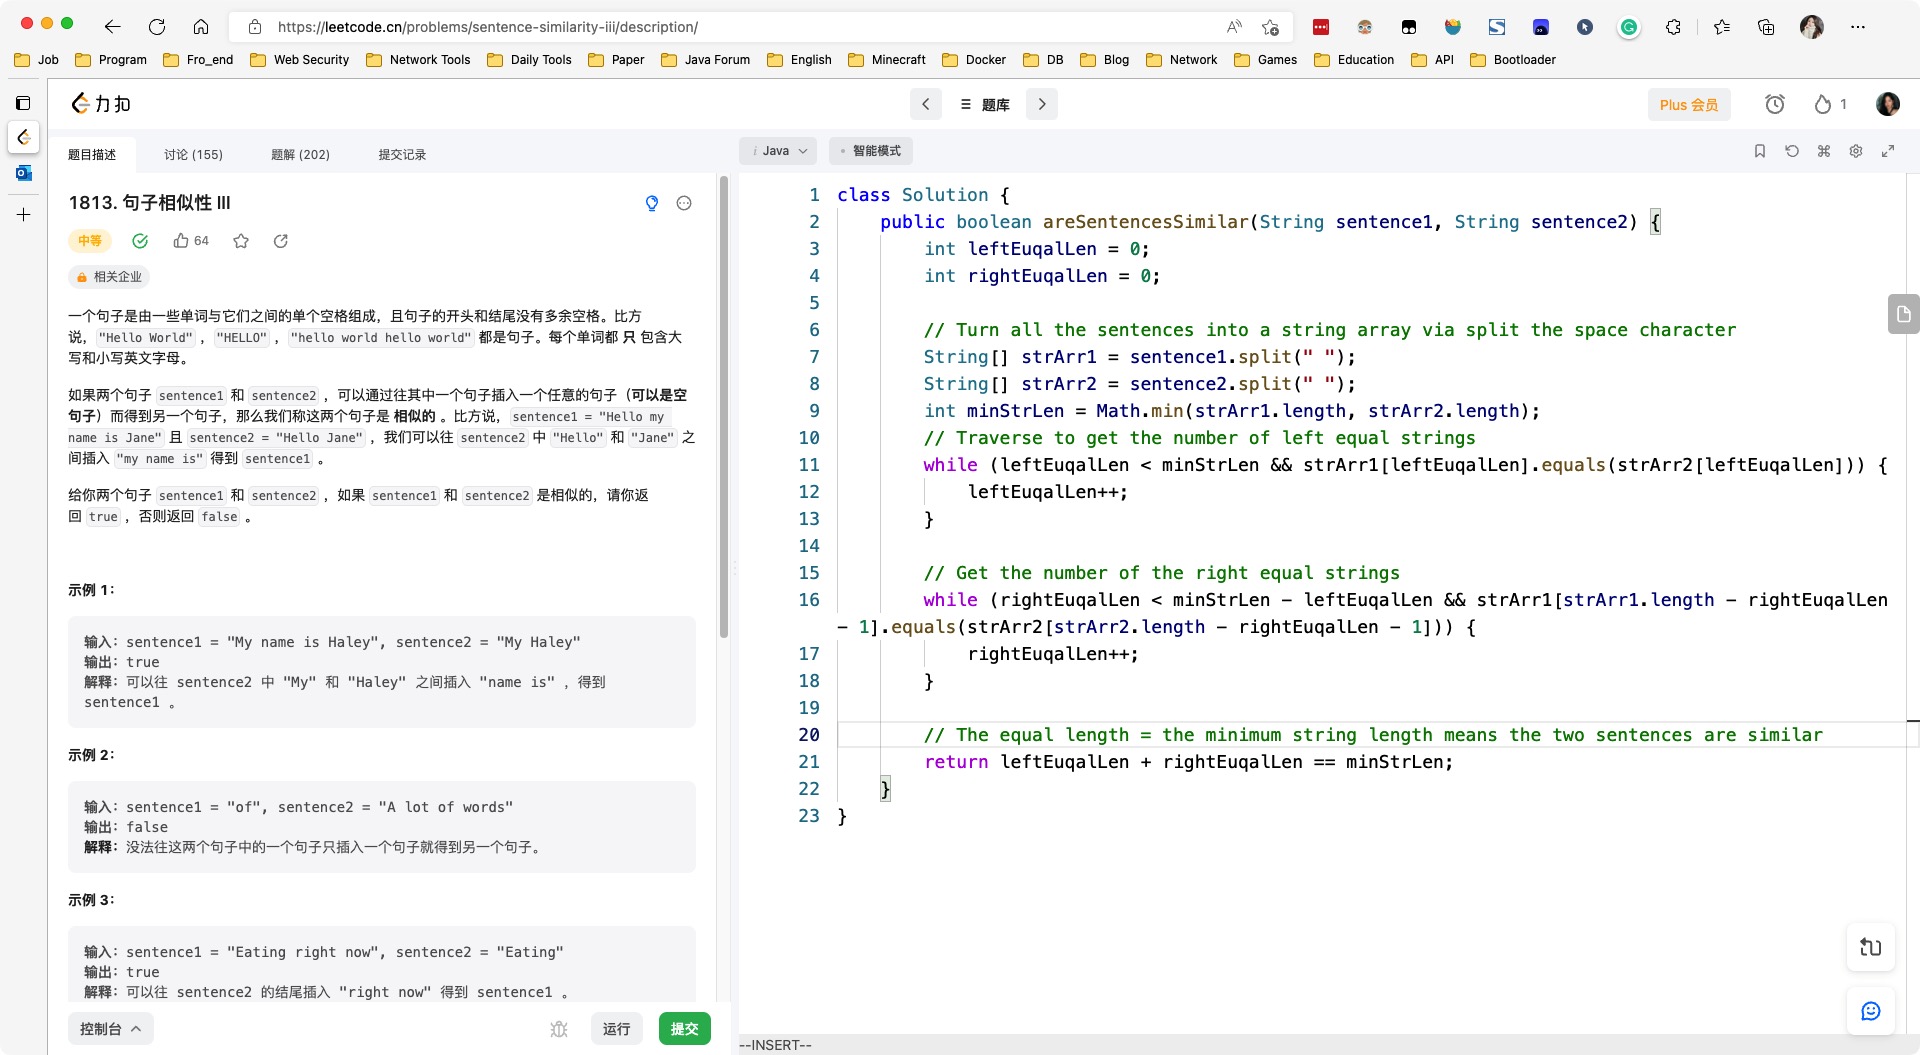 https://leetcode.cn/problems/sentence-similarity-iii/description/
Job Program Fro_end Web Security Network Tools Daily Tools Paper Java Forum English Minecraft Docker DB Blog Network Games Education API Bootloader
力扣 题库 Plus 会员 1
题目描述 讨论 (155) 题解 (202) 提交记录
i Java 智能模式
1813. 句子相似性 III
中等 64
相关企业
一个句子是由一些单词与它们之间的单个空格组成，且句子的开头和结尾没有多余空格。比方
说，"Hello World" ，"HELLO" ，"hello world hello world" 都是句子。每个单词都 只 包含大
写和小写英文字母。
如果两个句子 sentence1 和 sentence2 ，可以通过往其中一个句子插入一个任意的句子（可以是空
句子）而得到另一个句子，那么我们称这两个句子是 相似的 。比方说，sentence1 = "Hello my
name is Jane" 且 sentence2 = "Hello Jane" ，我们可以往 sentence2 中 "Hello" 和 "Jane" 之
间插入 "my name is" 得到 sentence1 。
给你两个句子 sentence1 和 sentence2 ，如果 sentence1 和 sentence2 是相似的，请你返
回 true ，否则返回 false 。
示例 1：
输入：sentence1 = "My name is Haley", sentence2 = "My Haley"
输出：true
解释：可以往 sentence2 中 "My" 和 "Haley" 之间插入 "name is" ，得到
sentence1 。
示例 2：
输入：sentence1 = "of", sentence2 = "A lot of words"
输出：false
解释：没法往这两个句子中的一个句子只插入一个句子就得到另一个句子。
示例 3：
输入：sentence1 = "Eating right now", sentence2 = "Eating"
输出：true
解释：可以往 sentence2 的结尾插入 "right now" 得到 sentence1 。
控制台 运行 提交
1 class Solution {
2 public boolean areSentencesSimilar(String sentence1, String sentence2) {
3 int leftEuqalLen = 0;
4 int rightEuqalLen = 0;
5
6 // Turn all the sentences into a string array via split the space character
7 String[] strArr1 = sentence1.split(" ");
8 String[] strArr2 = sentence2.split(" ");
9 int minStrLen = Math.min(strArr1.length, strArr2.length);
10 // Traverse to get the number of left equal strings
11 while (leftEuqalLen < minStrLen && strArr1[leftEuqalLen].equals(strArr2[leftEuqalLen])) {
12 leftEuqalLen++;
13 }
14
15 // Get the number of the right equal strings
16 while (rightEuqalLen < minStrLen - leftEuqalLen && strArr1[strArr1.length - rightEuqalLen
- 1].equals(strArr2[strArr2.length - rightEuqalLen - 1])) {
17 rightEuqalLen++;
18 }
19
20 // The equal length = the minimum string length means the two sentences are similar
21 return leftEuqalLen + rightEuqalLen == minStrLen;
22 }
23 }
--INSERT--